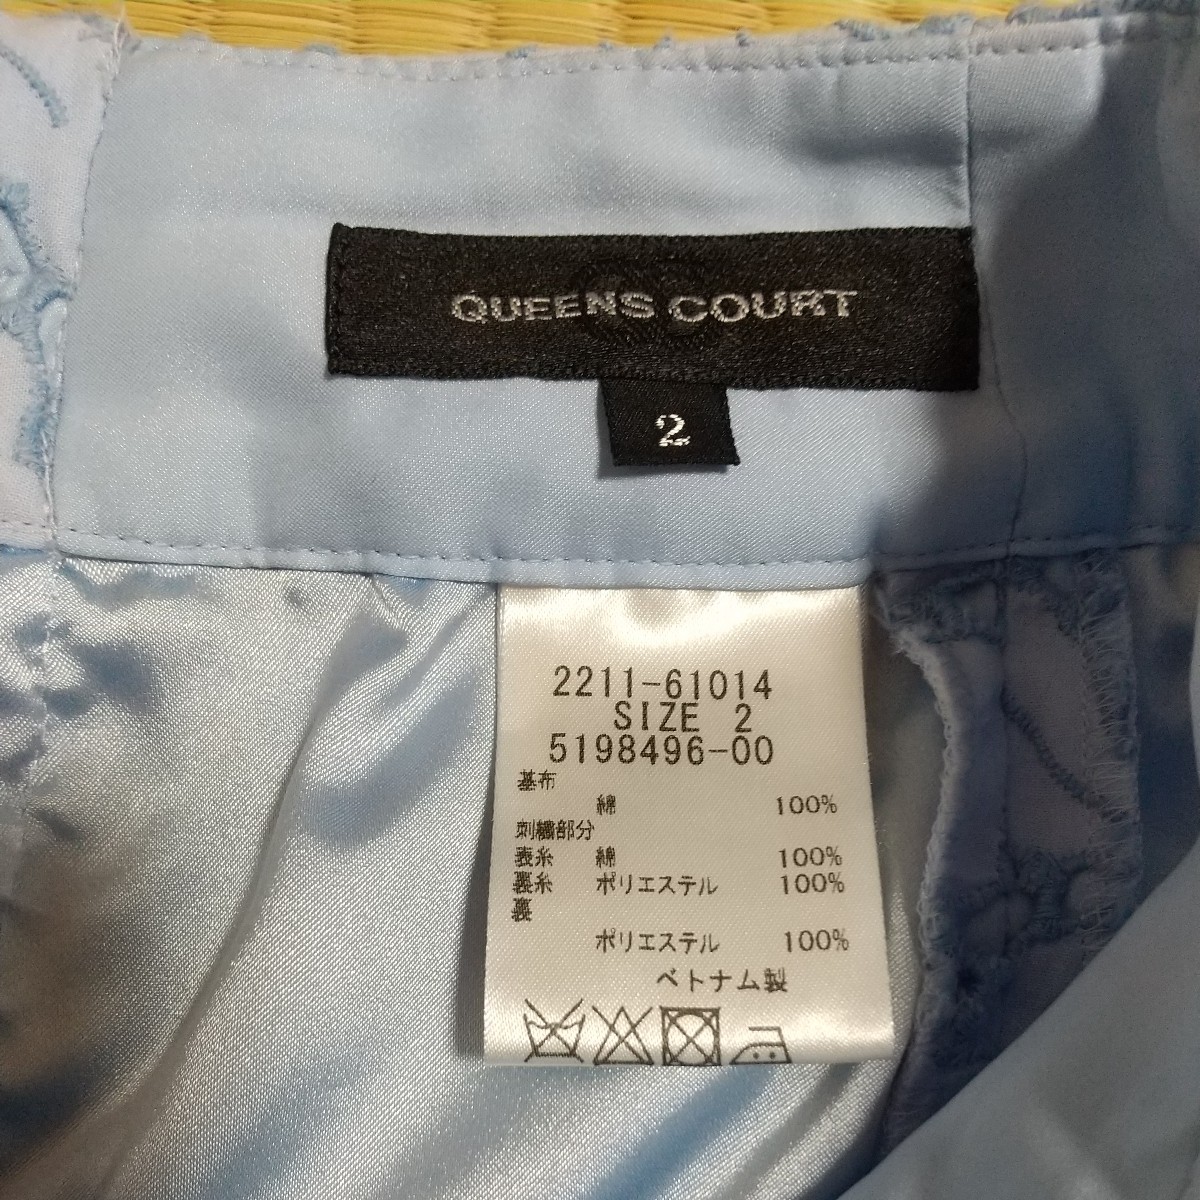 QUEENS COURT
2
2211-61014
SIZE 2
5198496-00
基布
綿 100%
刺繍部分
表糸 綿 100%
裏糸 ポリエステル 100%
裏
ポリエステル 100%
ベトナム製